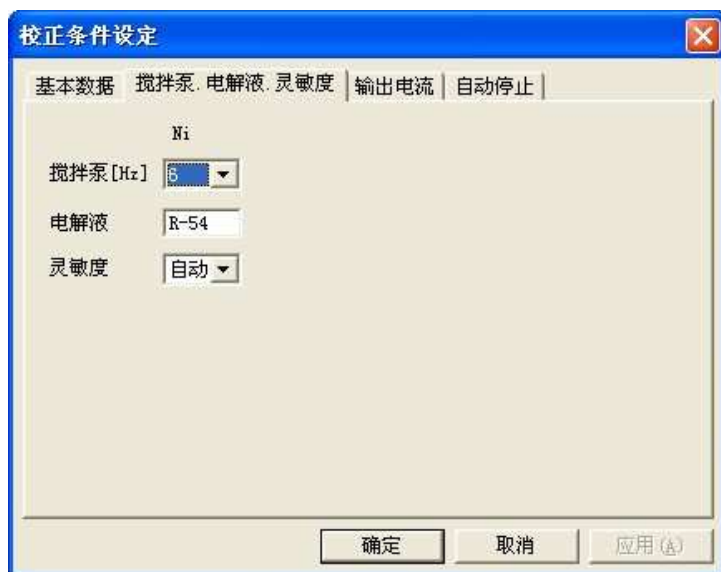 校正条件设定
基本数据 搅拌泵.电解液.灵敏度 输出电流 自动停止
Ni
搅拌泵[Hz] 6
电解液 R-54
灵敏度 自动
确定 取消 应用(A)